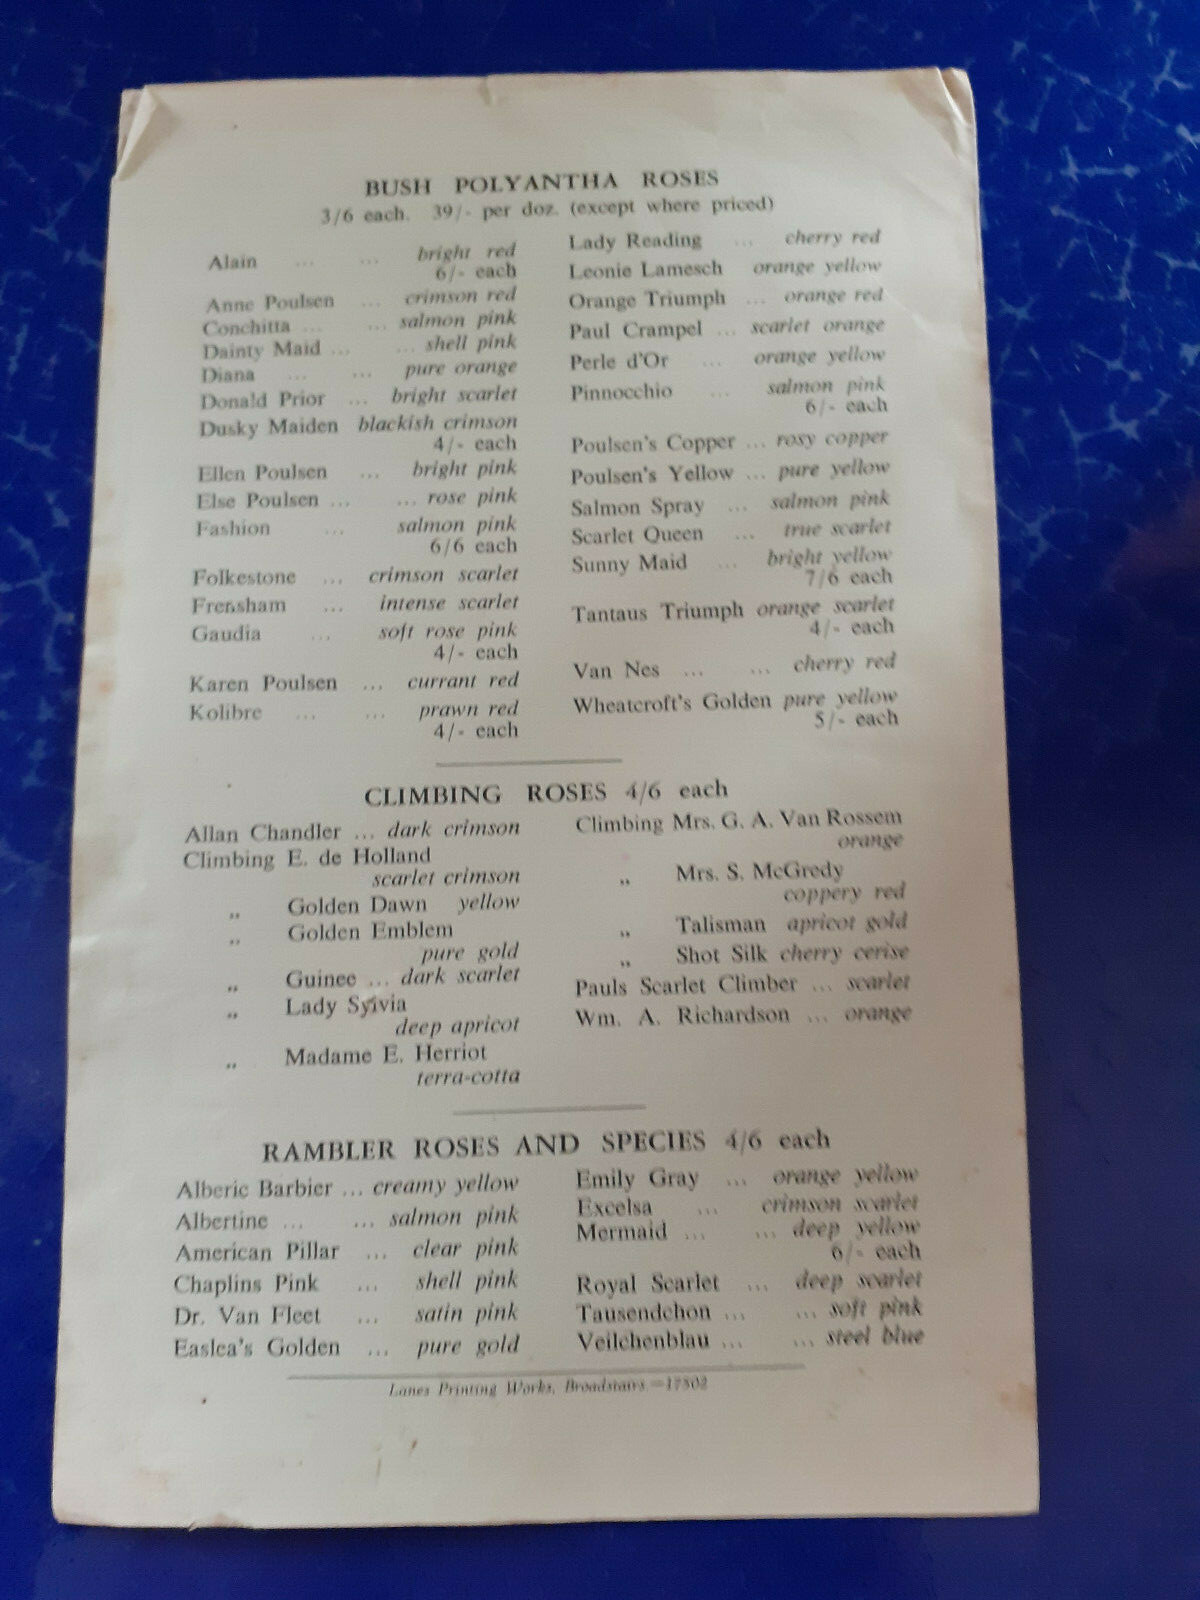 BUSH POLYANTHA ROSES
3/6 each. 39/- per doz. (except where priced)
Alain ... ... bright red
6/- each
Anne Poulsen ... crimson red
Conchitta ... ... salmon pink
Dainty Maid ... ... shell pink
Diana ... ... pure orange
Donald Prior ... bright scarlet
Dusky Maiden blackish crimson
4/- each
Ellen Poulsen ... bright pink
Else Poulsen ... ... rose pink
Fashion ... salmon pink
6/6 each
Folkestone ... crimson scarlet
Frensham ... intense scarlet
Gaudia ... soft rose pink
4/- each
Karen Poulsen ... currant red
Kolibre ... ... prawn red
4/- each
Lady Reading ... cherry red
Leonie Lamesch orange yellow
Orange Triumph ... orange red
Paul Crampel ... scarlet orange
Perle d'Or ... orange yellow
Pinnocchio ... salmon pink
6/- each
Poulsen's Copper ... rosy copper
Poulsen's Yellow ... pure yellow
Salmon Spray ... salmon pink
Scarlet Queen ... true scarlet
Sunny Maid ... bright yellow
7/6 each
Tantaus Triumph orange scarlet
4/- each
Van Nes ... ... cherry red
Wheatcroft's Golden pure yellow
5/- each
CLIMBING ROSES 4/6 each
Allan Chandler ... dark crimson
Climbing E. de Holland
scarlet crimson
„ Golden Dawn yellow
„ Golden Emblem
pure gold
„ Guinee ... dark scarlet
„ Lady Sylvia
deep apricot
„ Madame E. Herriot
terra-cotta
Climbing Mrs. G. A. Van Rossem
orange
„ Mrs. S. McGredy
coppery red
„ Talisman apricot gold
„ Shot Silk cherry cerise
Pauls Scarlet Climber ... scarlet
Wm. A. Richardson ... orange
RAMBLER ROSES AND SPECIES 4/6 each
Alberic Barbier ... creamy yellow
Albertine ... ... salmon pink
American Pillar ... clear pink
Chaplins Pink ... shell pink
Dr. Van Fleet ... satin pink
Easlea's Golden ... pure gold
Emily Gray ... orange yellow
Excelsa ... crimson scarlet
Mermaid ... ... deep yellow
6/- each
Royal Scarlet ... deep scarlet
Tausendchon ... ... soft pink
Veilchenblau ... ... steel blue
Lanes Printing Works, Broadstairs.—17502